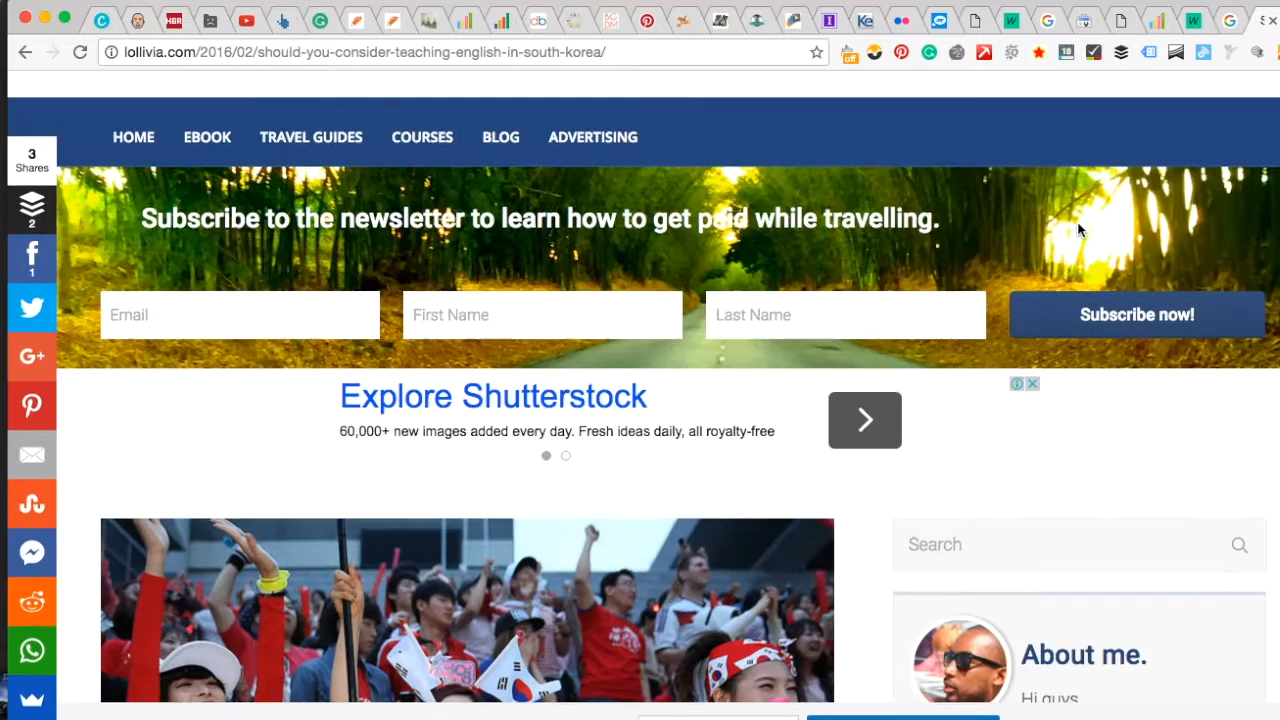 lollivia.com/2016/02/should-you-consider-teaching-english-in-south-korea/
off
18
HOME EBOOK TRAVEL GUIDES COURSES BLOG ADVERTISING
3
Shares
2
1
G+
Subscribe to the newsletter to learn how to get paid while travelling.
Email First Name Last Name Subscribe now!
Explore Shutterstock
60,000+ new images added every day. Fresh ideas daily, all royalty-free
Search
About me.
Hi guys